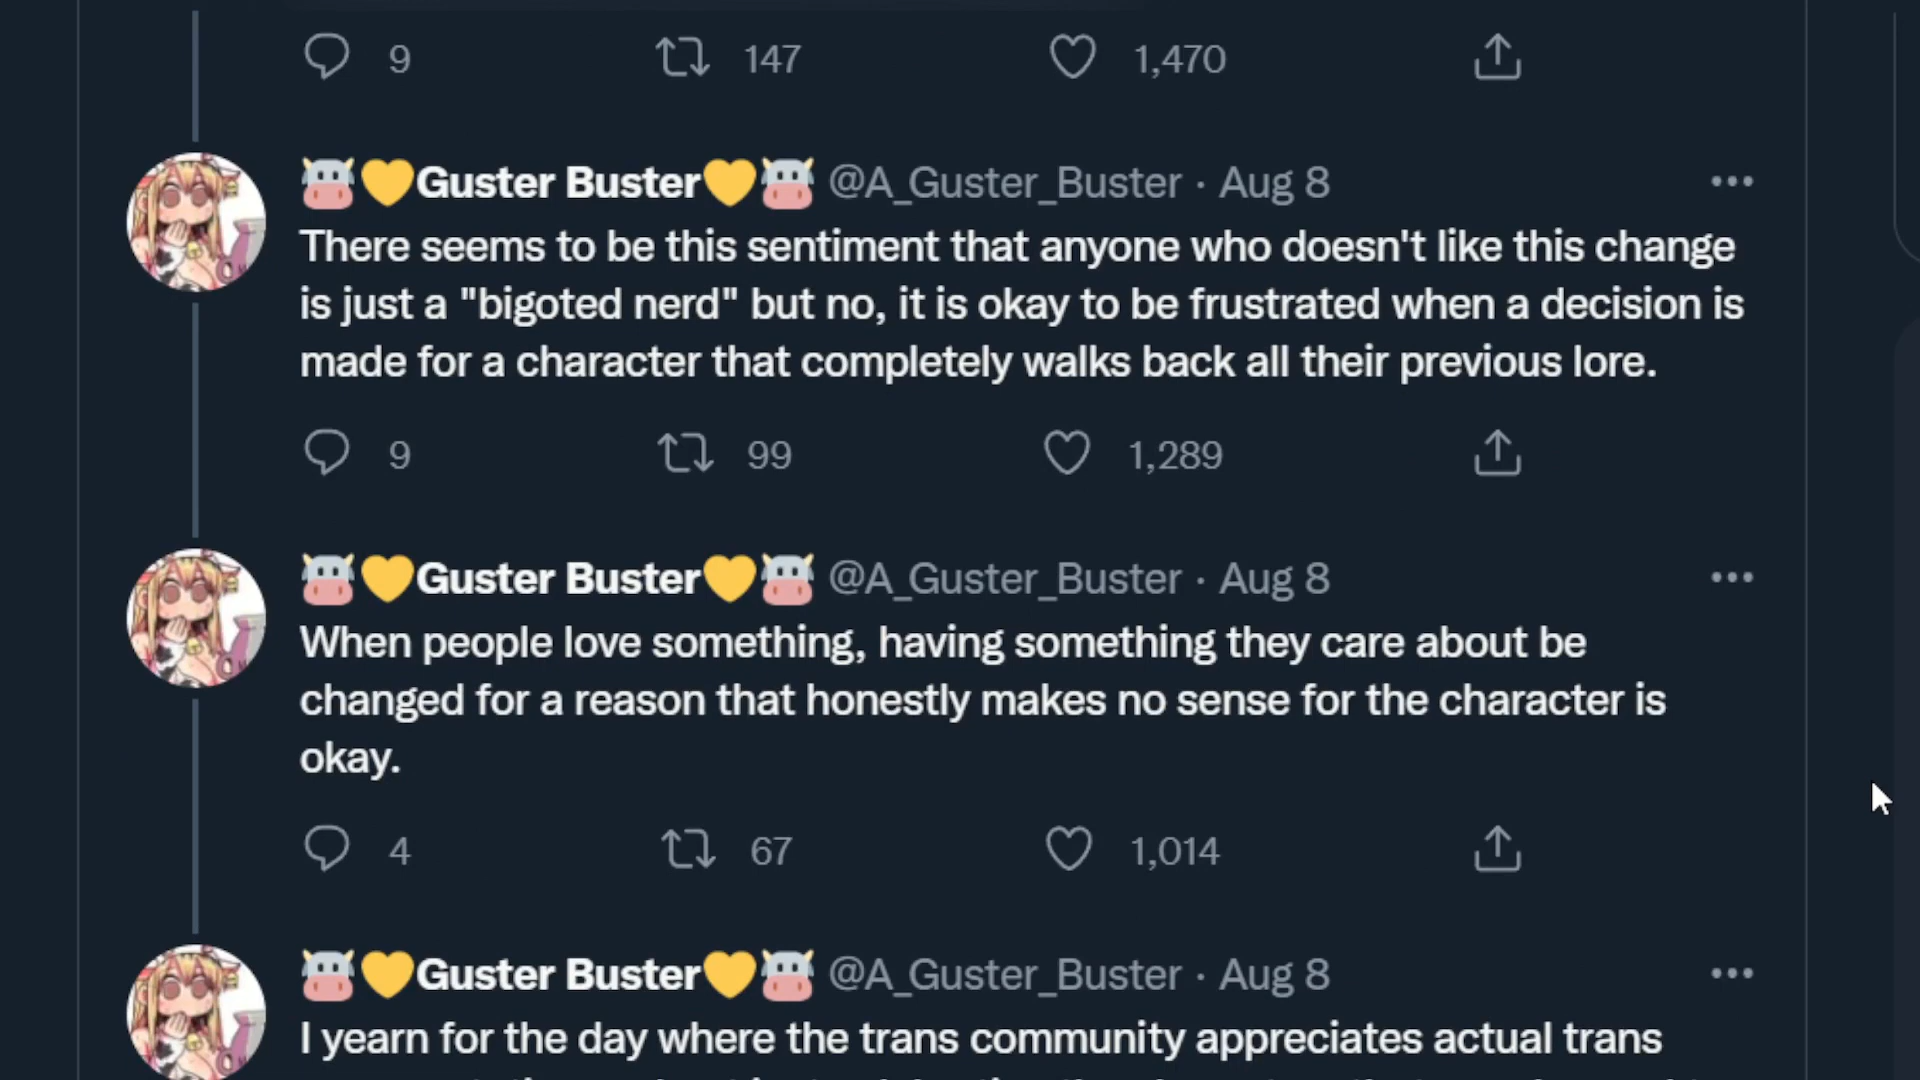 9 147 1,470
🐮💛Guster Buster💛🐮 @A_Guster_Buster · Aug 8
There seems to be this sentiment that anyone who doesn't like this change
is just a "bigoted nerd" but no, it is okay to be frustrated when a decision is
made for a character that completely walks back all their previous lore.
9 99 1,289
🐮💛Guster Buster💛🐮 @A_Guster_Buster · Aug 8
When people love something, having something they care about be
changed for a reason that honestly makes no sense for the character is
okay.
4 67 1,014
🐮💛Guster Buster💛🐮 @A_Guster_Buster · Aug 8
I yearn for the day where the trans community appreciates actual trans